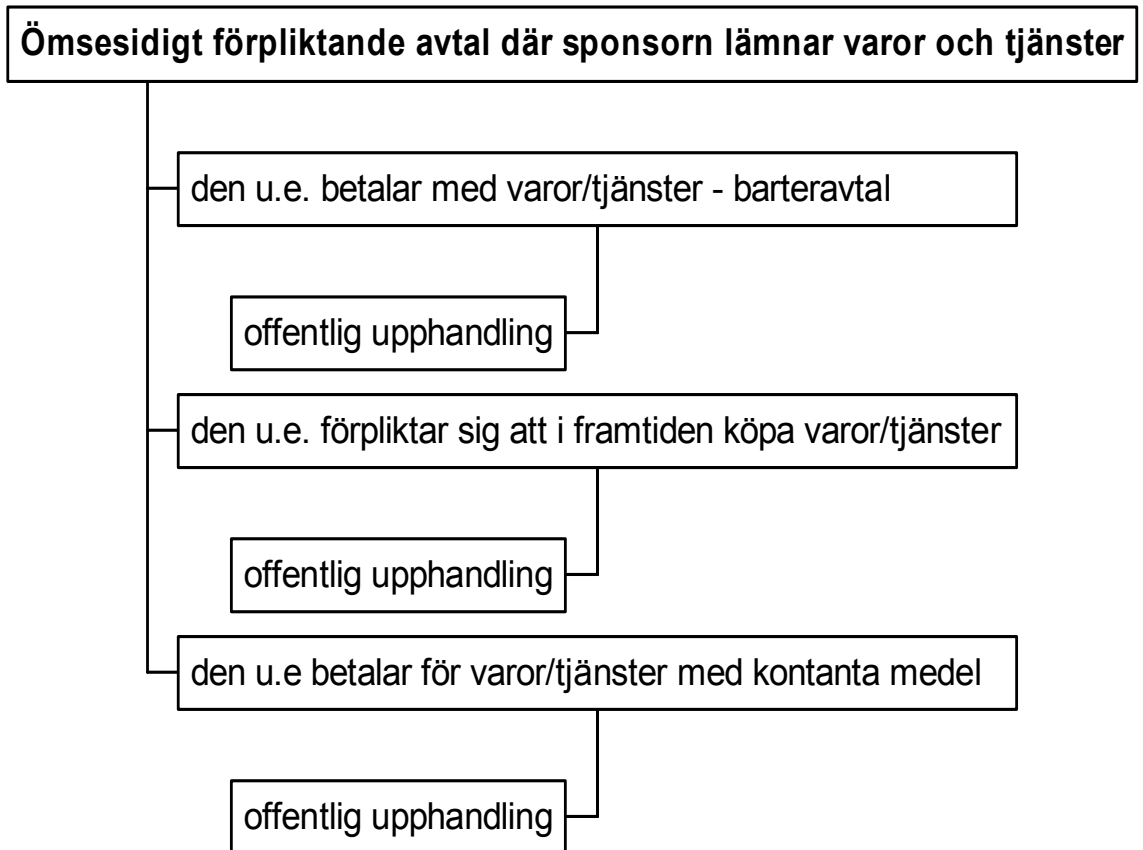 Ömsesidigt förpliktande avtal där sponsorn lämnar varor och tjänster
den u.e. betalar med varor/tjänster - barteravtal
offentlig upphandling
den u.e. förpliktar sig att i framtiden köpa varor/tjänster
offentlig upphandling
den u.e betalar för varor/tjänster med kontanta medel
offentlig upphandling